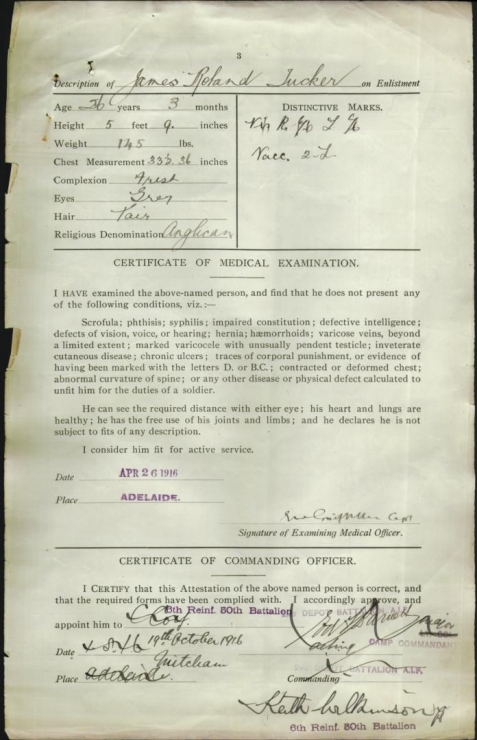 3
Description of James Roland Tucker on Enlistment
Age 36 years 3 months
Height 5 feet 9. inches
Weight 145 lbs.
Chest Measurement 33½. 36 inches
Complexion Fresh
Eyes Grey
Hair Fair
Religious Denomination Anglican
DISTINCTIVE MARKS.
Vacc. 2 L
CERTIFICATE OF MEDICAL EXAMINATION.
I HAVE examined the above-named person, and find that he does not present any
of the following conditions, viz.:—
Scrofula; phthisis; syphilis; impaired constitution; defective intelligence;
defects of vision, voice, or hearing; hernia; hæmorrhoids; varicose veins, beyond
a limited extent; marked varicocele with unusually pendent testicle; inveterate
cutaneous disease; chronic ulcers; traces of corporal punishment, or evidence of
having been marked with the letters D. or B.C.; contracted or deformed chest;
abnormal curvature of spine; or any other disease or physical defect calculated to
unfit him for the duties of a soldier.
He can see the required distance with either eye; his heart and lungs are
healthy; he has the free use of his joints and limbs; and he declares he is not
subject to fits of any description.
I consider him fit for active service.
Date APR 26 1916
Place ADELAIDE.
Capt
Signature of Examining Medical Officer.
CERTIFICATE OF COMMANDING OFFICER.
I CERTIFY that this Attestation of the above named person is correct, and
that the required forms have been complied with. I accordingly approve, and
appoint him to C Coy.
6th Reinf. 50th Battalion
DEPOT BATTALION A.I.F.
Major
acting CAMP COMMANDANT
Date 19th October 1916
Mitcham
Place Adelaide.
Commanding
BATTALION A.I.F.
Keith Wilkinson
6th Reinf. 50th Battalion